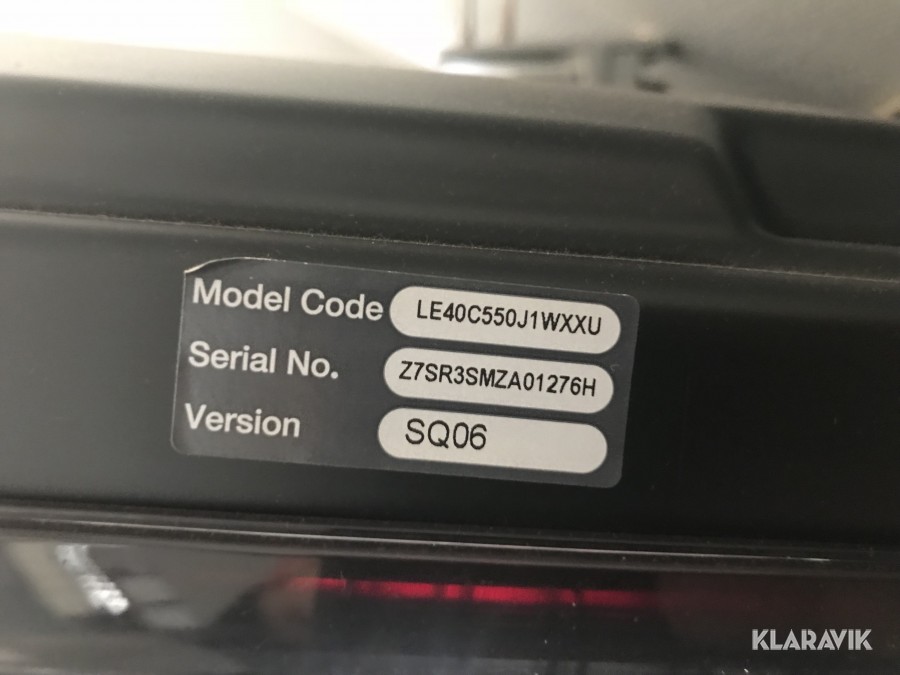 Model Code LE40C550J1WXXU
Serial No. Z7SR3SMZA01276H
Version SQ06
KLARAVIK